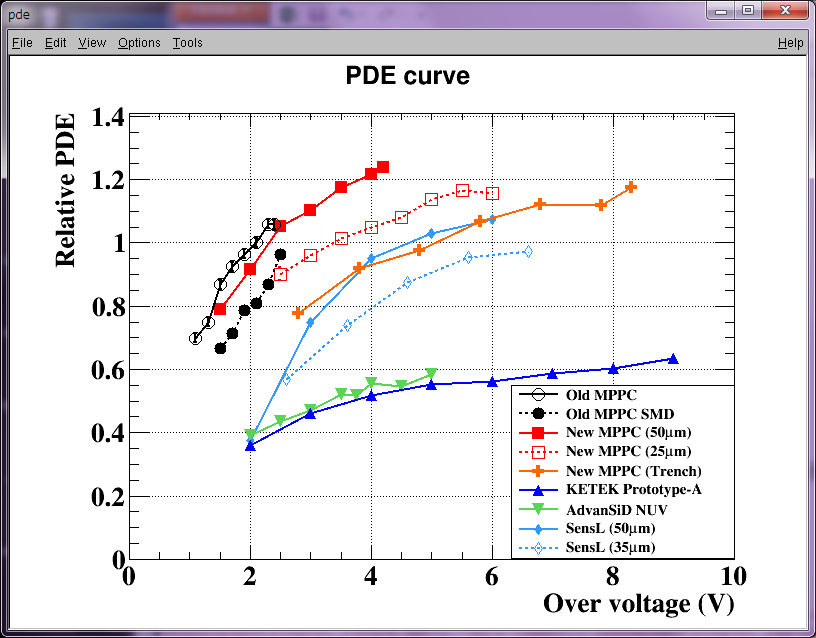 pde
File Edit View Options Tools Help
PDE curve
Relative PDE
1.4
1.2
1
0.8
0.6
0.4
0.2
0
0 2 4 6 8 10
Over voltage (V)
Old MPPC
Old MPPC SMD
New MPPC (50μm)
New MPPC (25μm)
New MPPC (Trench)
KETEK Prototype-A
AdvanSiD NUV
SensL (50μm)
SensL (35μm)